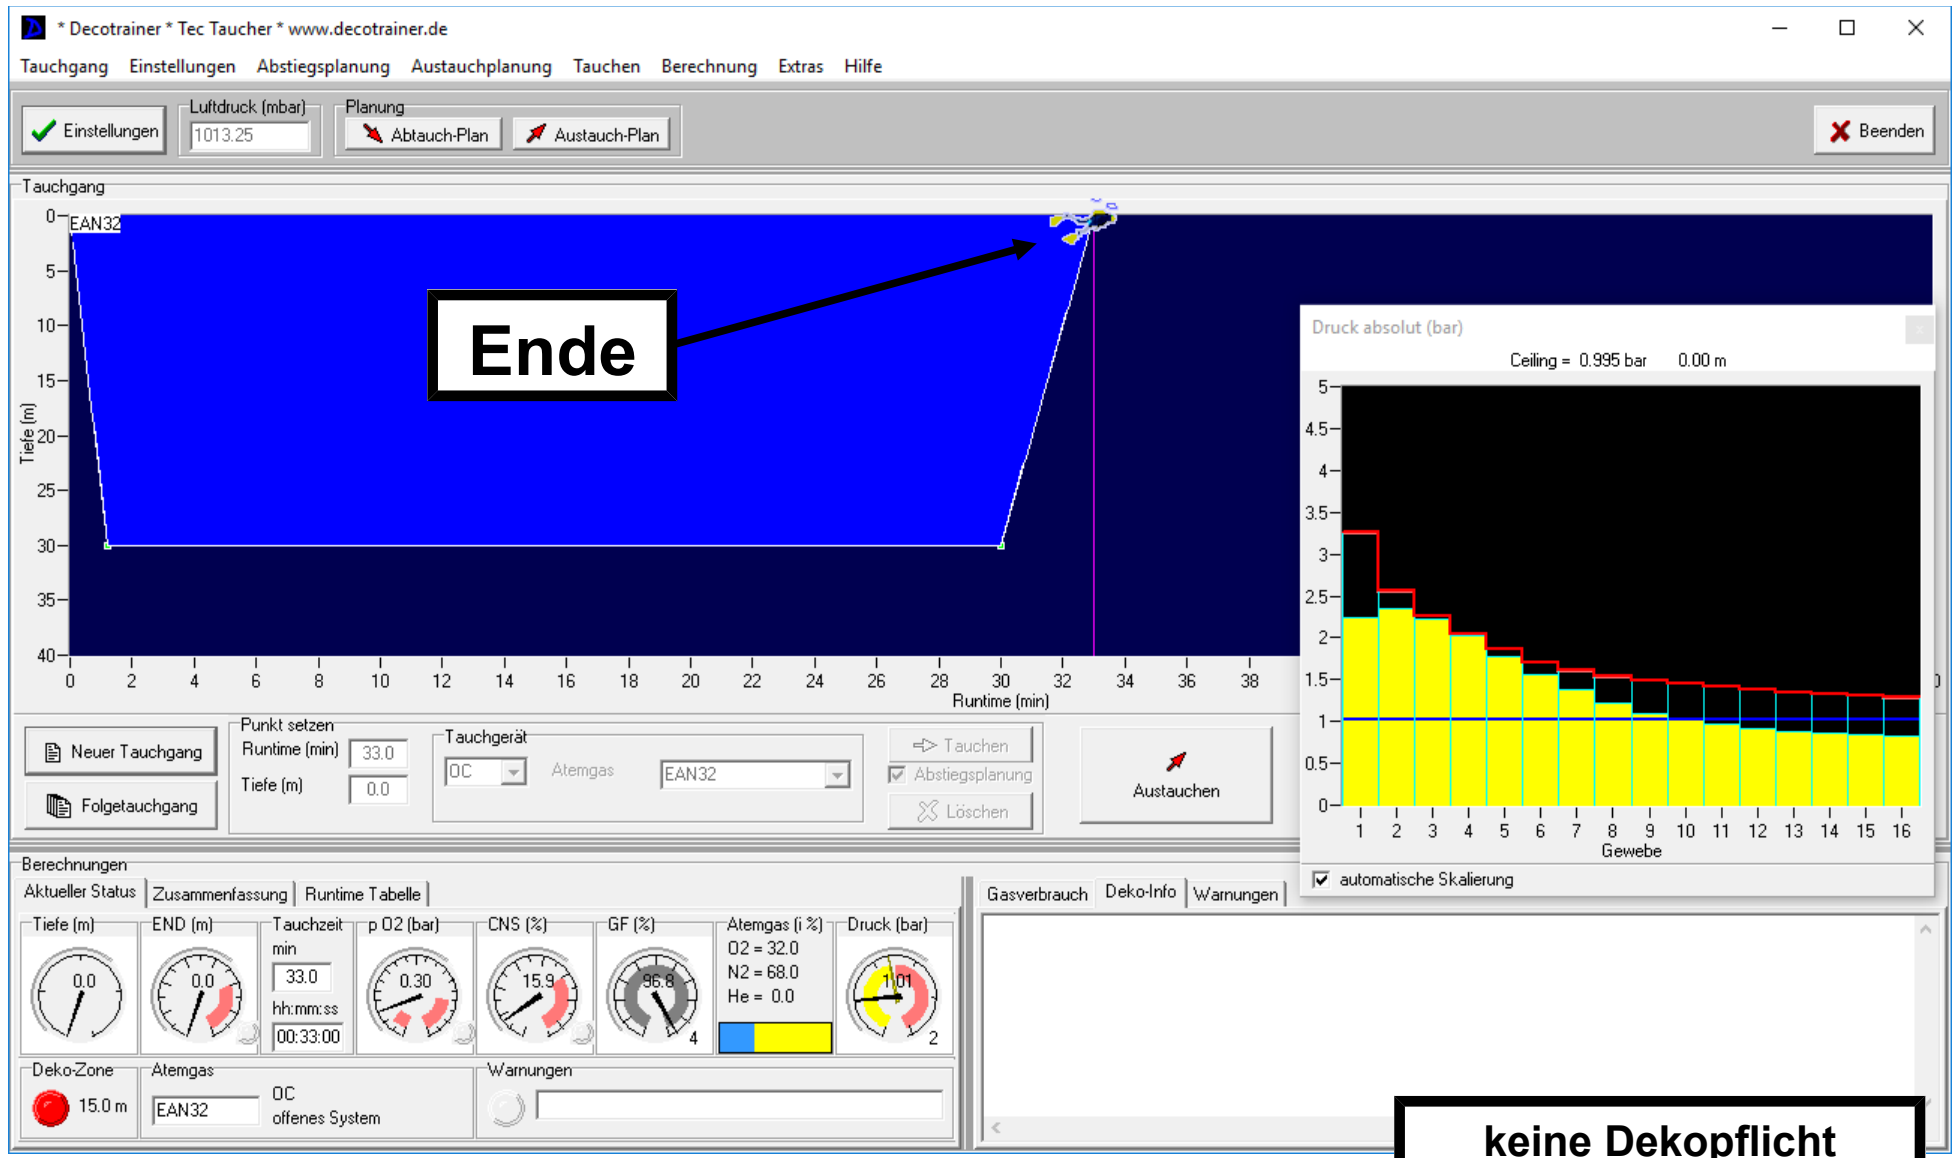 * Decotrainer * Tec Taucher * www.decotrainer.de
Tauchgang Einstellungen Abstiegsplanung Austauchplanung Tauchen Berechnung Extras Hilfe
Einstellungen
Luftdruck (mbar)
1013.25
Planung
Abtauch-Plan
Austauch-Plan
Beenden
Tauchgang
EAN32
0
5
10
15
20
25
30
35
40
Tiefe (m)
0 2 4 6 8 10 12 14 16 18 20 22 24 26 28 30 32 34 36 38
Runtime (min)
Ende
Druck absolut (bar)
Ceiling = 0.995 bar 0.00 m
5
4.5
4
3.5
3
2.5
2
1.5
1
0.5
0
1 2 3 4 5 6 7 8 9 10 11 12 13 14 15 16
Gewebe
automatische Skalierung
Neuer Tauchgang
Folgetauchgang
Punkt setzen
Runtime (min) 33.0
Tiefe (m) 0.0
Tauchgerät
OC Atemgas EAN32
Tauchen
Abstiegsplanung
Löschen
Austauchen
Berechnungen
Aktueller Status Zusammenfassung Runtime Tabelle
Tiefe (m)
0.0
END (m)
0.0
Tauchzeit
min
33.0
hh:mm:ss
00:33:00
p O2 (bar)
0.30
CNS (%)
15.9
GF (%)
96.8
4
Atemgas (i %)
O2 = 32.0
N2 = 68.0
He = 0.0
Druck (bar)
1.01
2
Deko-Zone
15.0 m
Atemgas
EAN32
OC
offenes System
Warnungen
Gasverbrauch Deko-Info Warnungen
keine Dekopflicht